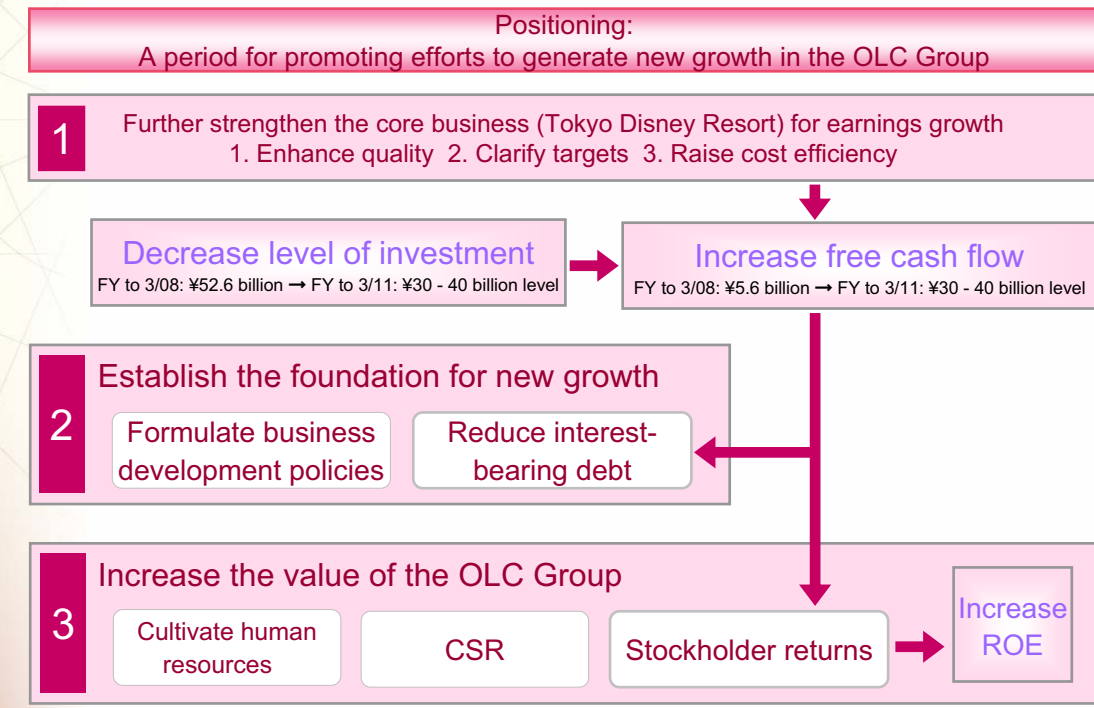 Positioning:
A period for promoting efforts to generate new growth in the OLC Group
1
Further strengthen the core business (Tokyo Disney Resort) for earnings growth
1. Enhance quality 2. Clarify targets 3. Raise cost efficiency
Decrease level of investment
FY to 3/08: ¥52.6 billion → FY to 3/11: ¥30 - 40 billion level
Increase free cash flow
FY to 3/08: ¥5.6 billion → FY to 3/11: ¥30 - 40 billion level
2
Establish the foundation for new growth
Formulate business
development policies
Reduce interest-
bearing debt
3
Increase the value of the OLC Group
Cultivate human
resources
CSR
Stockholder returns
Increase
ROE